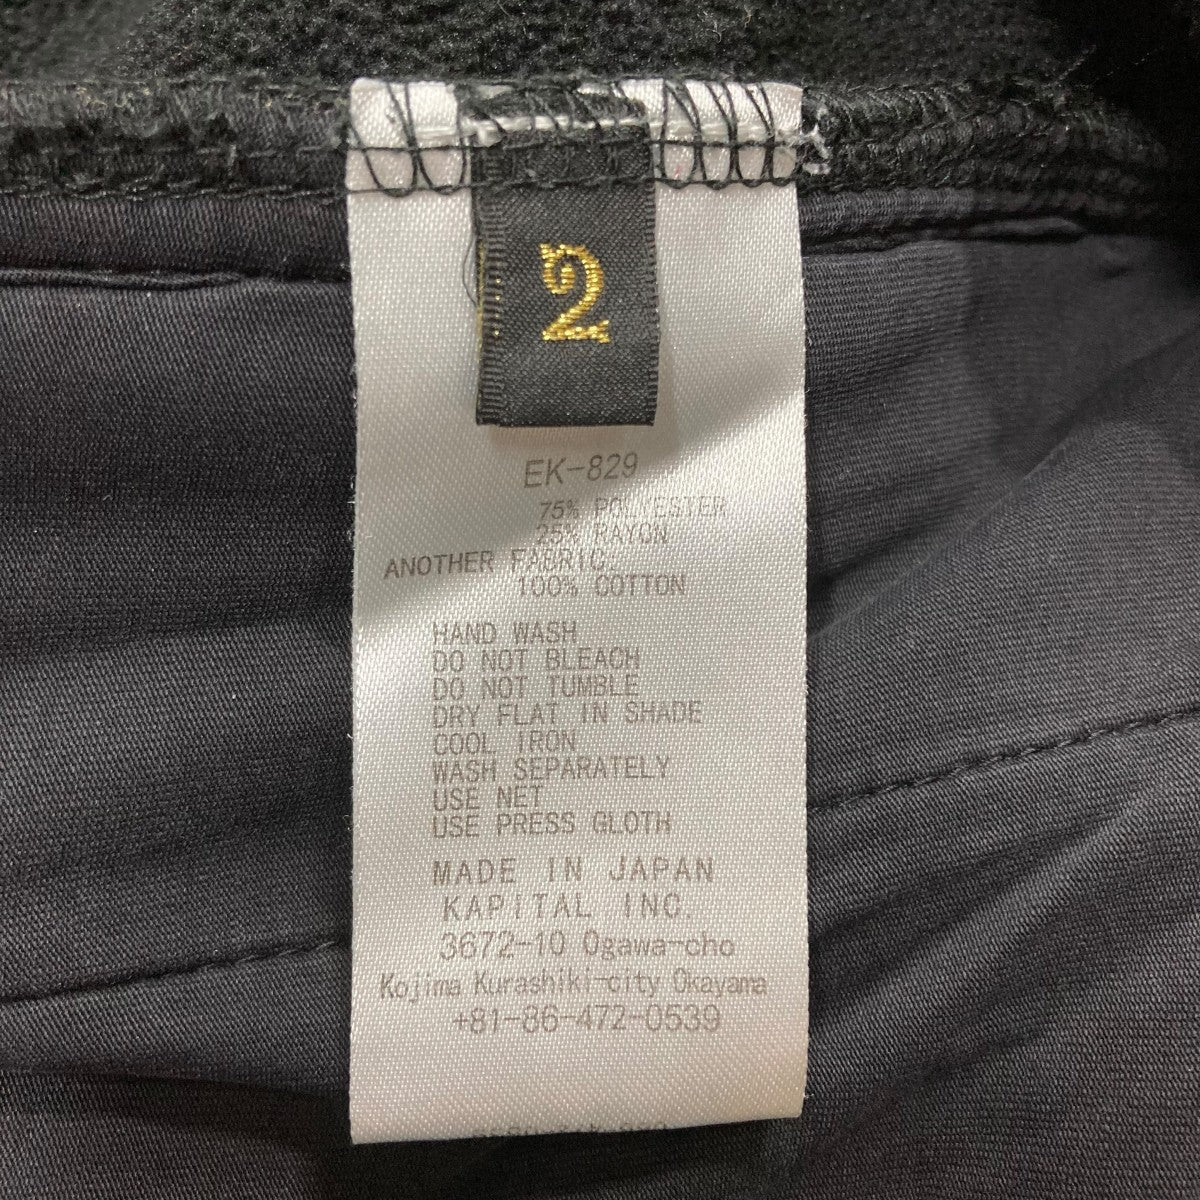 2
EK-829
75% POLYESTER
25% RAYON
ANOTHER FABRIC:
100% COTTON
HAND WASH
DO NOT BLEACH
DO NOT TUMBLE
DRY FLAT IN SHADE
COOL IRON
WASH SEPARATELY
USE NET
USE PRESS GLOTH
MADE IN JAPAN
KAPITAL INC.
3672-10 Ogawa-cho
Kojima Kurashiki-city Okayama
+81-86-472-0539